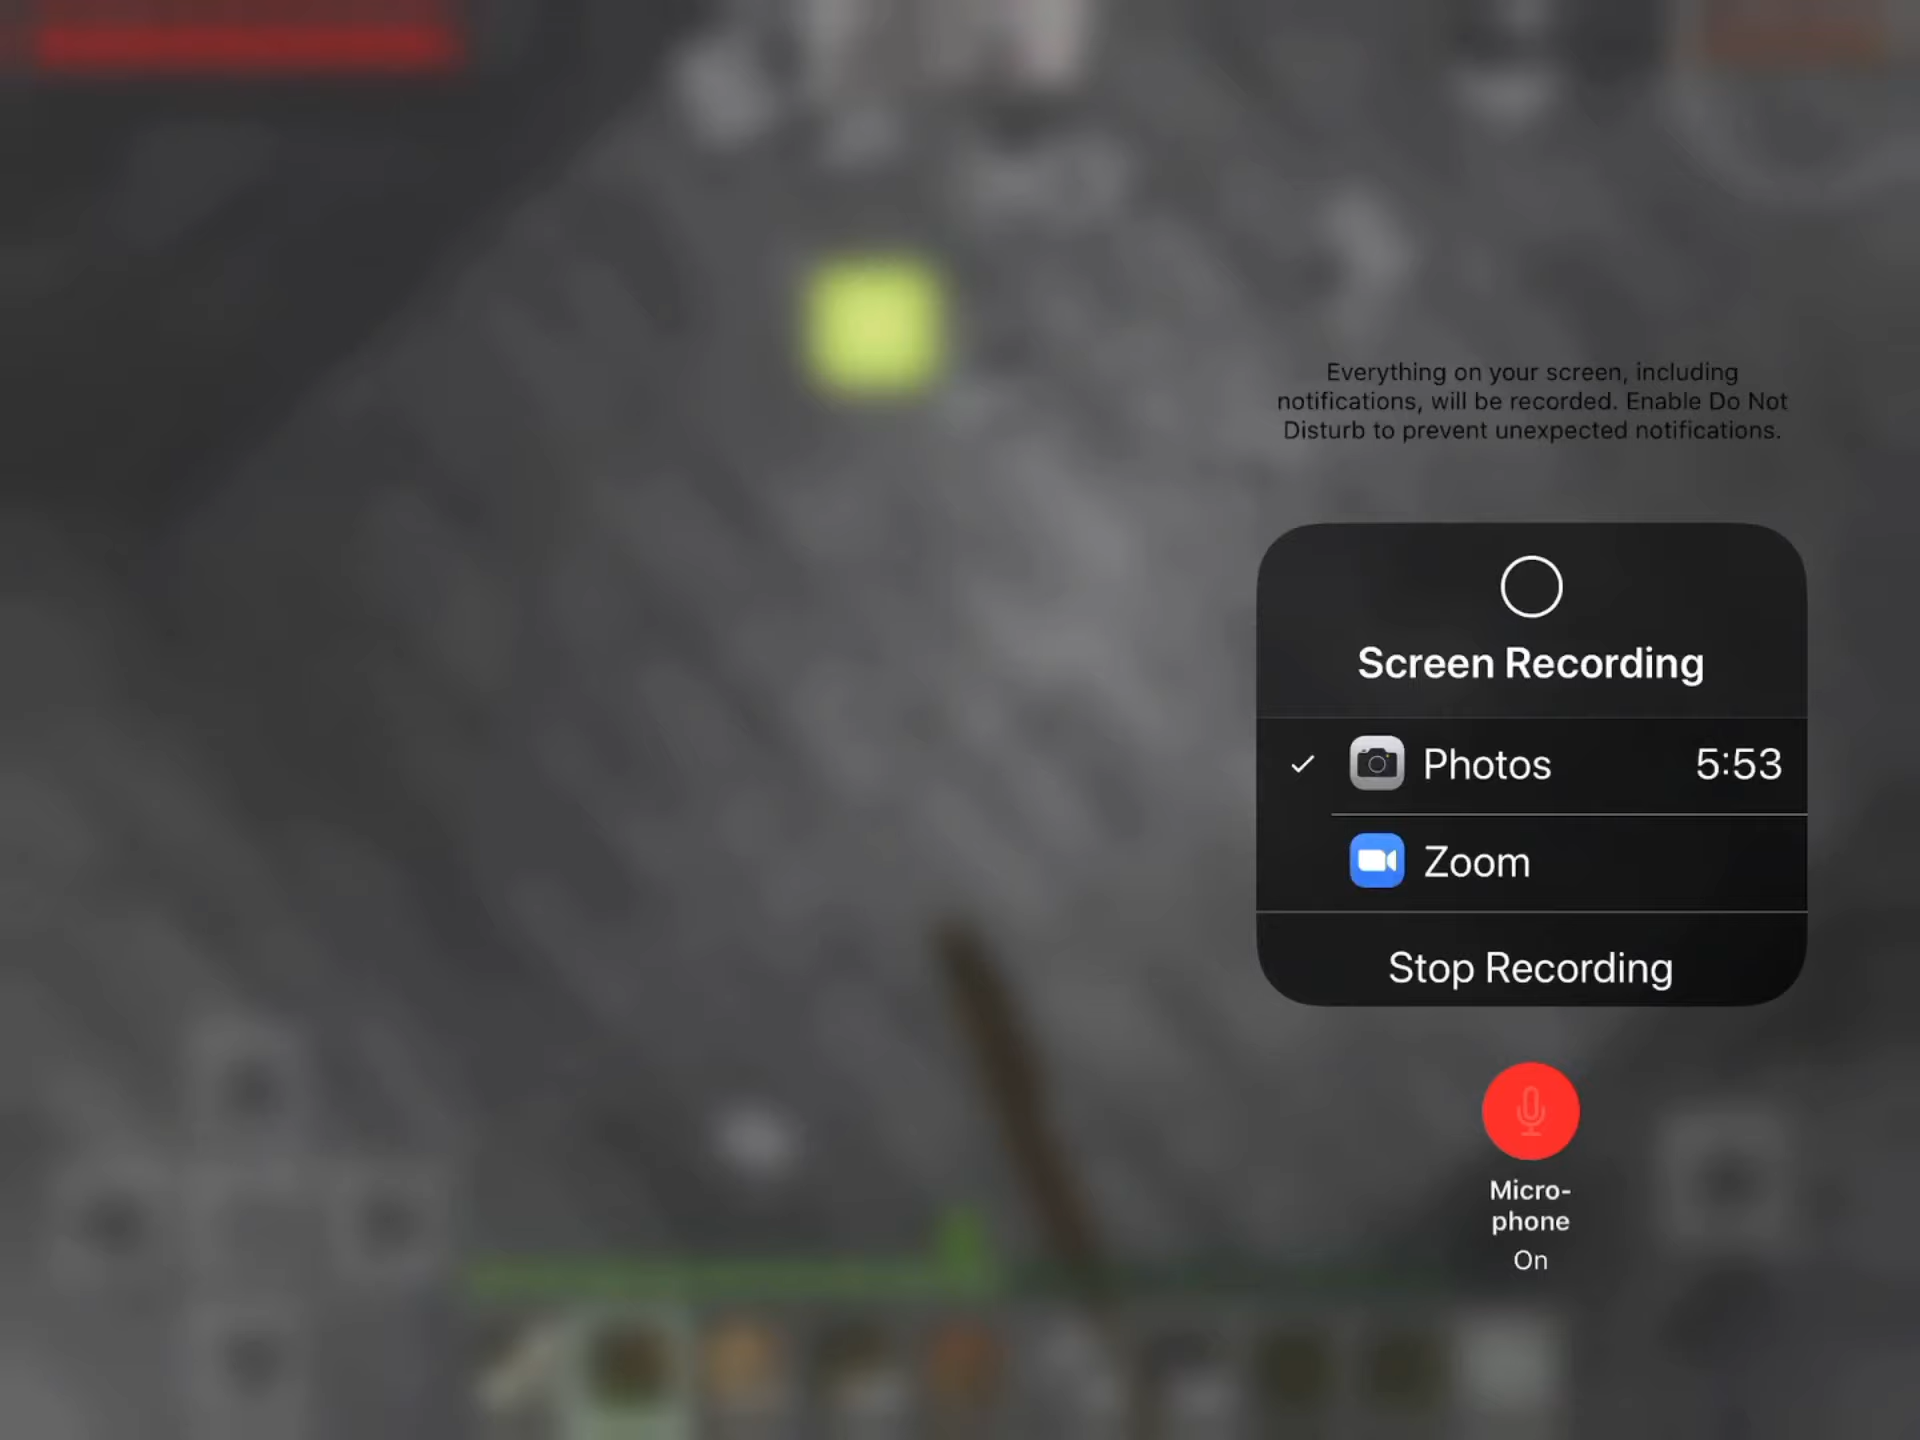 Everything on your screen, including
notifications, will be recorded. Enable Do Not
Disturb to prevent unexpected notifications.
Screen Recording
Photos 5:53
Zoom
Stop Recording
Micro-
phone
On